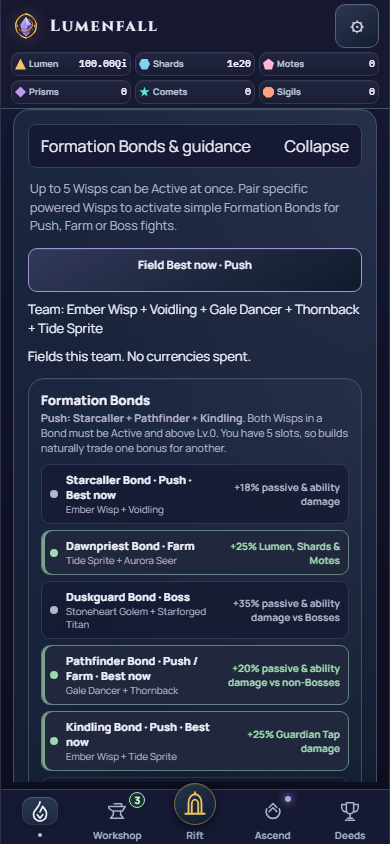 LUMENFALL
Lumen 100.00Qi
Shards 1e20
Motes 0
Prisms 0
Comets 0
Sigils 0
Formation Bonds & guidance Collapse
Up to 5 Wisps can be Active at once. Pair specific
powered Wisps to activate simple Formation Bonds for
Push, Farm or Boss fights.
Field Best now · Push
Team: Ember Wisp + Voidling + Gale Dancer + Thornback
+ Tide Sprite
Fields this team. No currencies spent.
Formation Bonds
Push: Starcaller + Pathfinder + Kindling. Both Wisps in a
Bond must be Active and above Lv.0. You have 5 slots, so builds
naturally trade one bonus for another.
Starcaller Bond · Push ·
Best now
Ember Wisp + Voidling
+18% passive & ability
damage
Dawnpriest Bond · Farm
Tide Sprite + Aurora Seer
+25% Lumen, Shards &
Motes
Duskguard Bond · Boss
Stoneheart Golem + Starforged
Titan
+35% passive & ability
damage vs Bosses
Pathfinder Bond · Push /
Farm · Best now
Gale Dancer + Thornback
+20% passive & ability
damage vs non-Bosses
Kindling Bond · Push · Best
now
Ember Wisp + Tide Sprite
+25% Guardian Tap
damage
3
Workshop
Rift
Ascend
Deeds